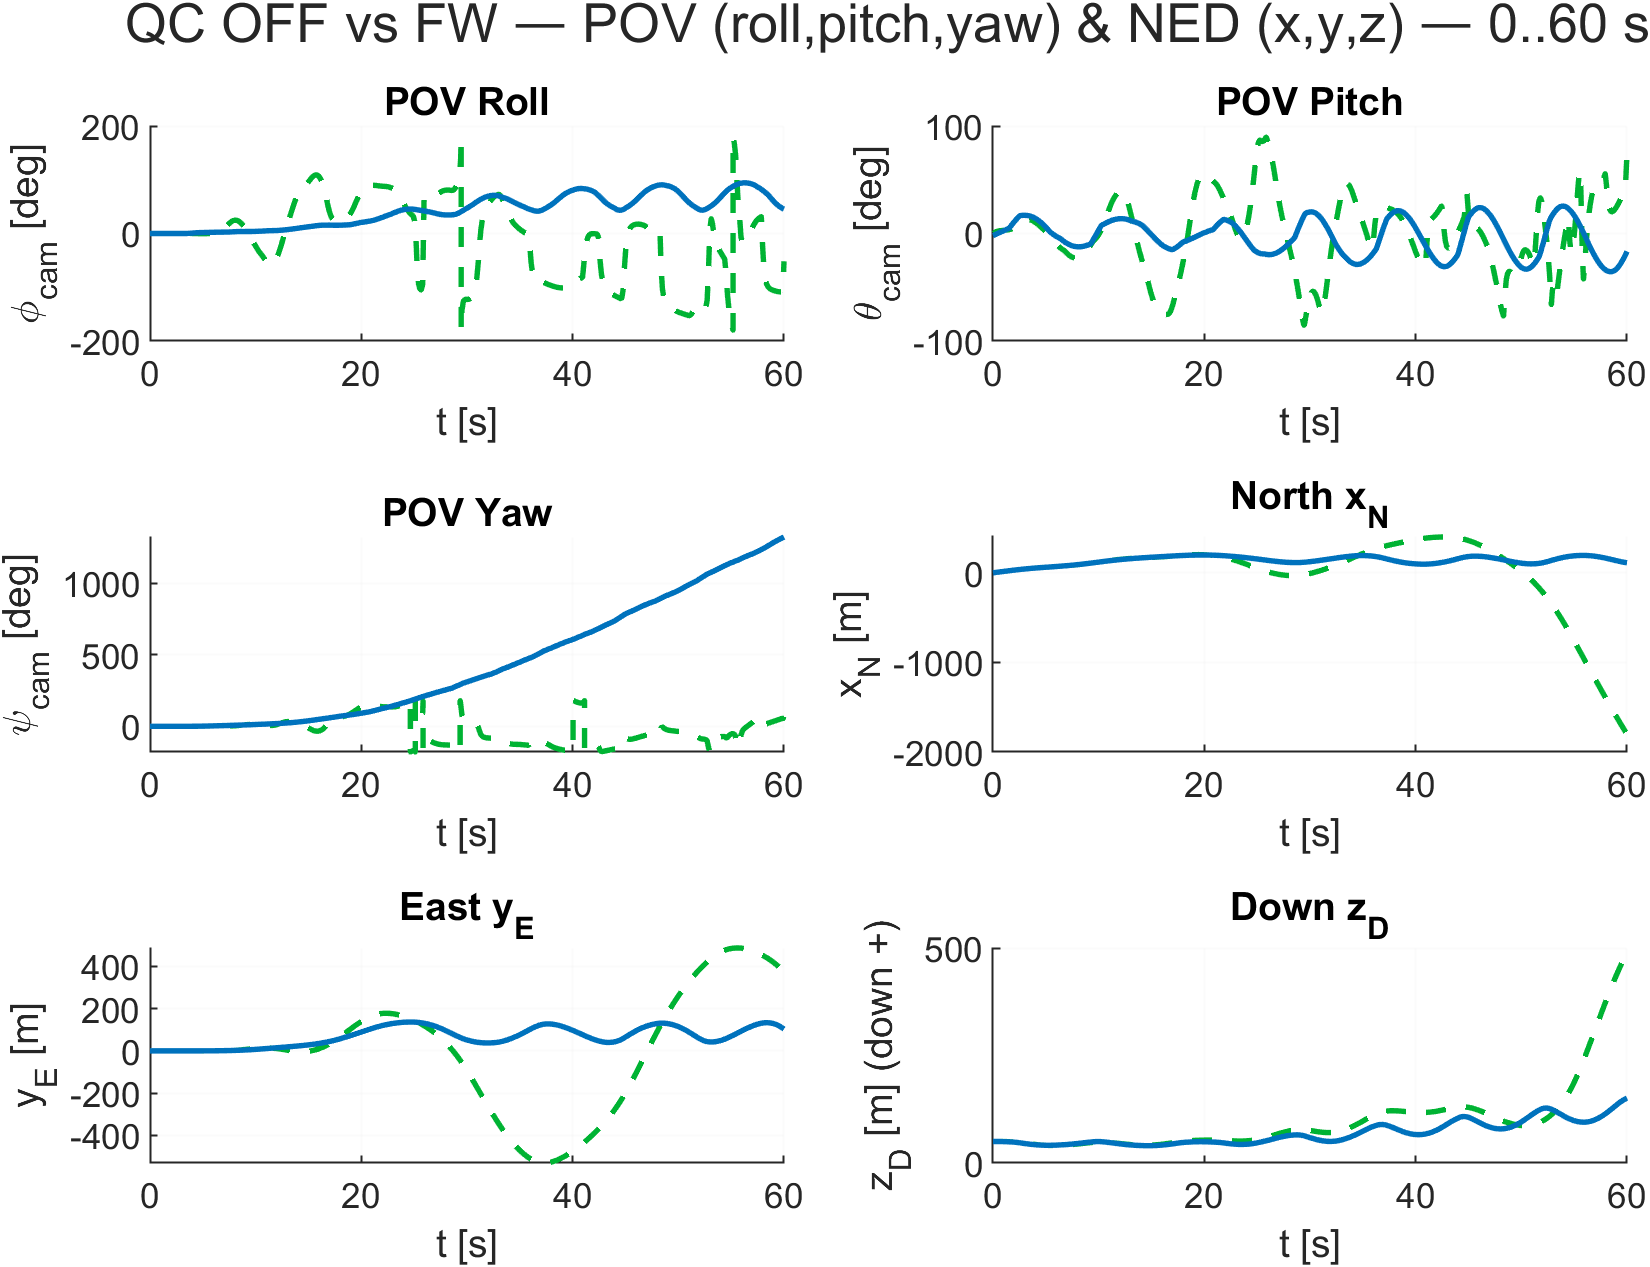 QC OFF vs FW — POV (roll,pitch,yaw) & NED (x,y,z) — 0..60 s
POV Roll
ϕcam [deg]
200
0
-200
0 20 40 60
t [s]
POV Pitch
θcam [deg]
100
0
-100
0 20 40 60
t [s]
POV Yaw
ψcam [deg]
1000
500
0
0 20 40 60
t [s]
North xN
xN [m]
0
-1000
-2000
0 20 40 60
t [s]
East yE
yE [m]
400
200
0
-200
-400
0 20 40 60
t [s]
Down zD
zD [m] (down +)
500
0
0 20 40 60
t [s]